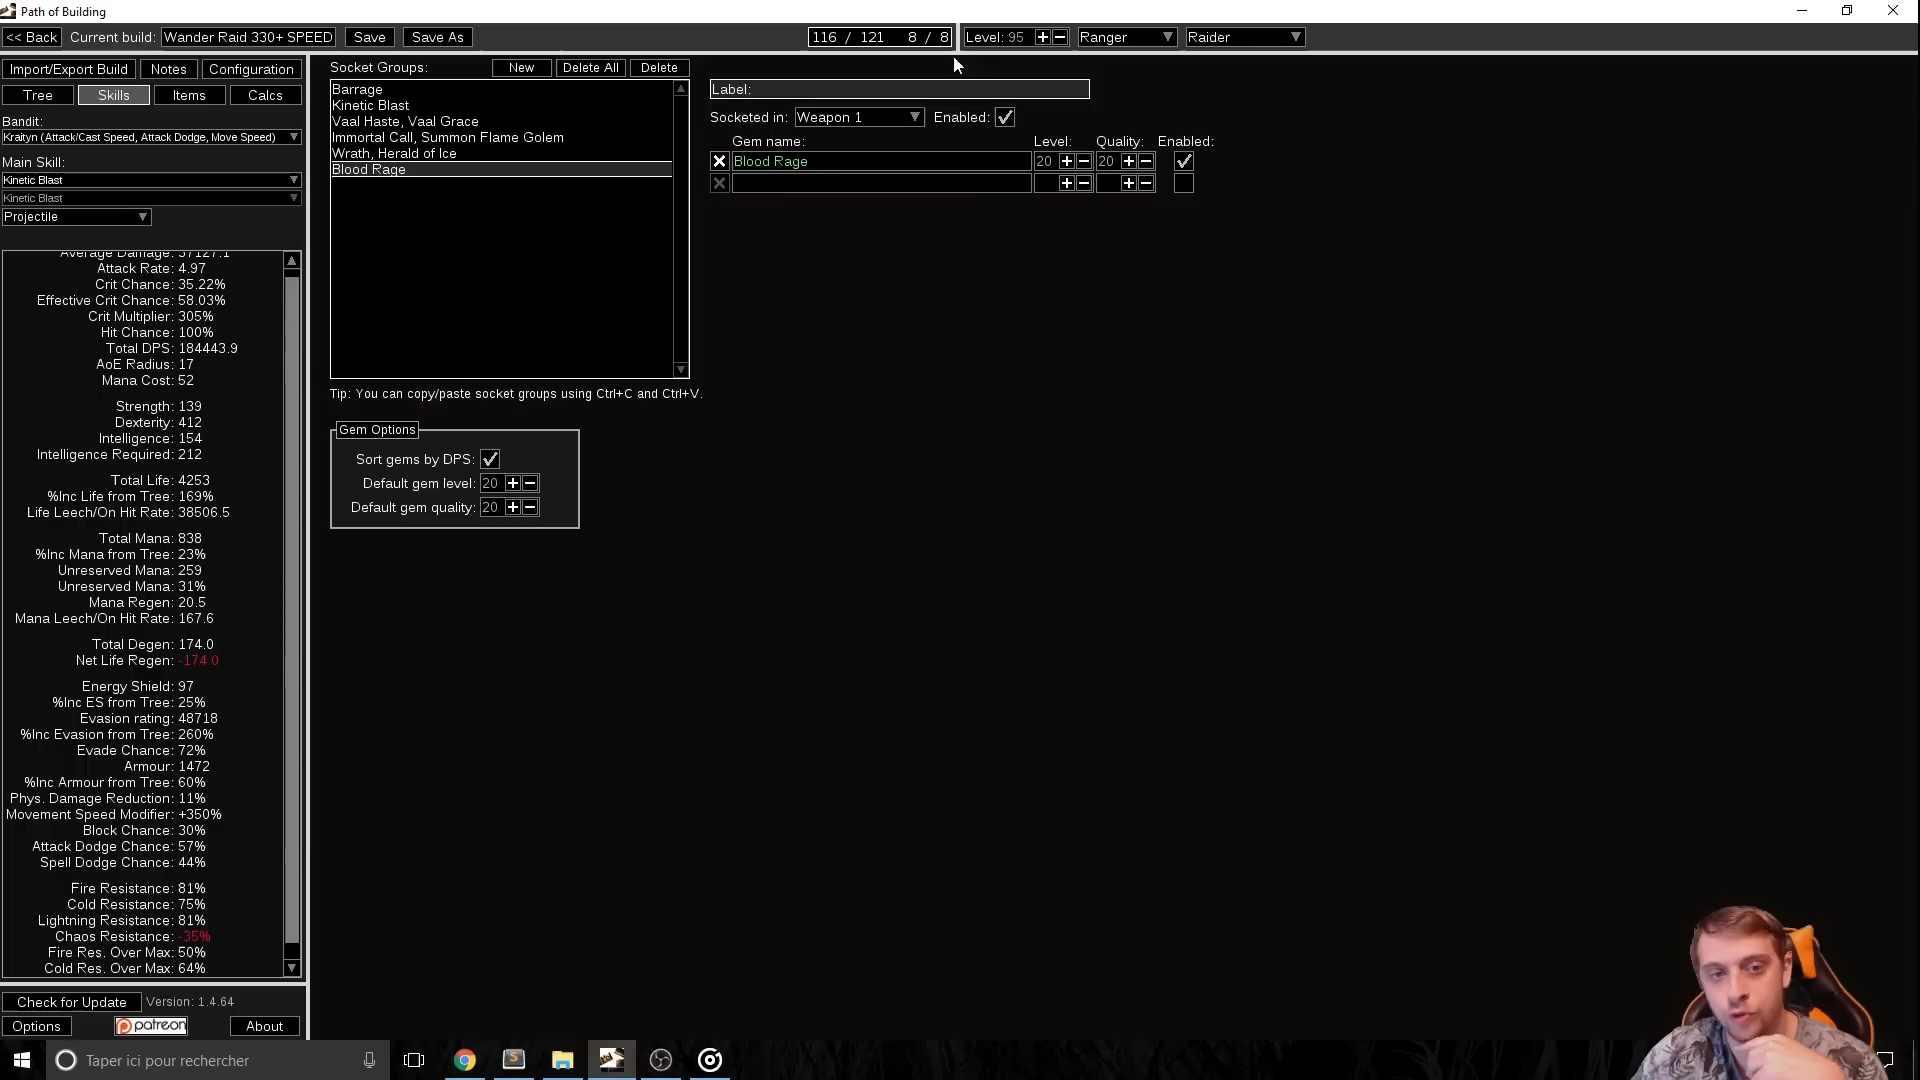 Path of Building
<< Back Current build: Wander Raid 330+ SPEED Save Save As 116 / 121 8 / 8 Level: 95 Ranger Raider
Import/Export Build Notes Configuration
Tree Skills Items Calcs
Bandit:
Kraityn (Attack/Cast Speed, Attack Dodge, Move Speed)
Main Skill:
Kinetic Blast
Kinetic Blast
Projectile
Average Damage: 37127.1
Attack Rate: 4.97
Crit Chance: 35.22%
Effective Crit Chance: 58.03%
Crit Multiplier: 305%
Hit Chance: 100%
Total DPS: 184443.9
AoE Radius: 17
Mana Cost: 52
Strength: 139
Dexterity: 412
Intelligence: 154
Intelligence Required: 212
Total Life: 4253
%Inc Life from Tree: 169%
Life Leech/On Hit Rate: 38506.5
Total Mana: 838
%Inc Mana from Tree: 23%
Unreserved Mana: 259
Unreserved Mana: 31%
Mana Regen: 20.5
Mana Leech/On Hit Rate: 167.6
Total Degen: 174.0
Net Life Regen: -174.0
Energy Shield: 97
%Inc ES from Tree: 25%
Evasion rating: 48718
%Inc Evasion from Tree: 260%
Evade Chance: 72%
Armour: 1472
%Inc Armour from Tree: 60%
Phys. Damage Reduction: 11%
Movement Speed Modifier: +350%
Block Chance: 30%
Attack Dodge Chance: 57%
Spell Dodge Chance: 44%
Fire Resistance: 81%
Cold Resistance: 75%
Lightning Resistance: 81%
Chaos Resistance: -35%
Fire Res. Over Max: 50%
Cold Res. Over Max: 64%
Check for Update Version: 1.4.64
Options patreon About
Socket Groups: New Delete All Delete
Barrage
Kinetic Blast
Vaal Haste, Vaal Grace
Immortal Call, Summon Flame Golem
Wrath, Herald of Ice
Blood Rage
Tip: You can copy/paste socket groups using Ctrl+C and Ctrl+V.
Gem Options
Sort gems by DPS:
Default gem level: 20
Default gem quality: 20
Label:
Socketed in: Weapon 1 Enabled:
Gem name: Level: Quality: Enabled:
Blood Rage 20 20
Taper ici pour rechercher